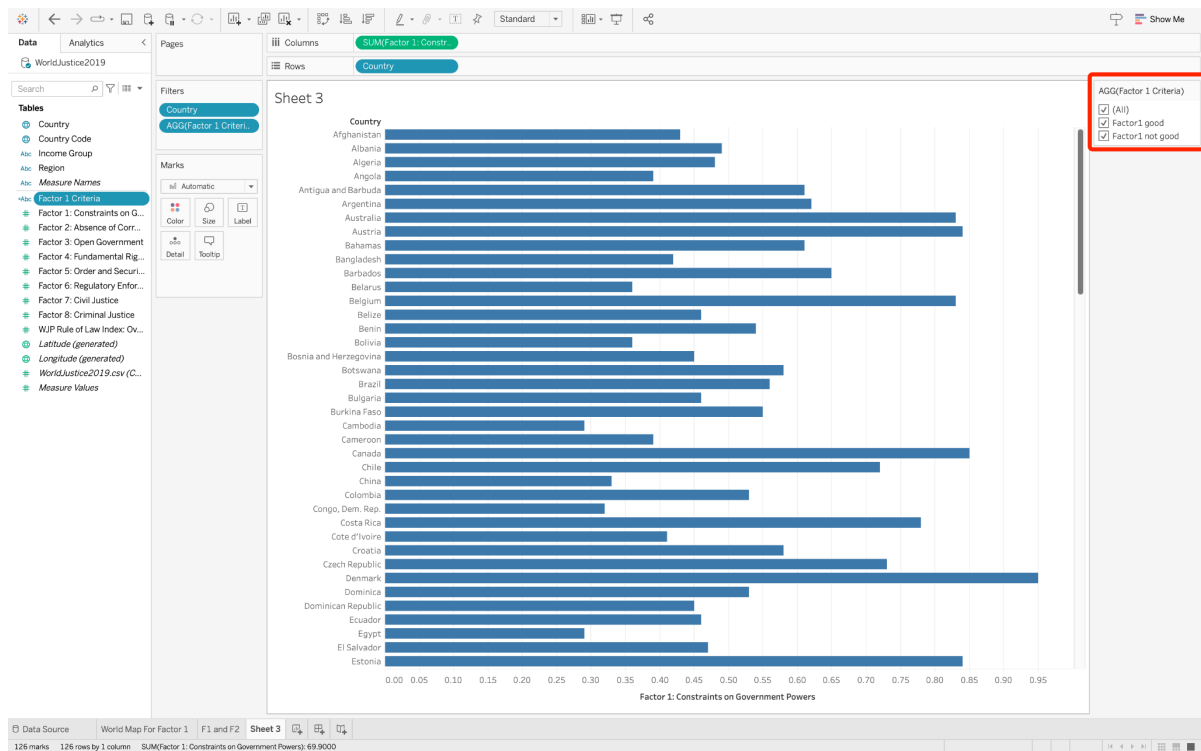 Standard
Show Me
Data
Analytics
Pages
iii Columns
SUM(Factor 1: Constr..
WorldJustice2019
Rows
Country
Search
Filters
Country
AGG(Factor 1 Criteri..
Tables
Country
Country Code
Abc Income Group
Abc Region
Abc Measure Names
=Abc Factor 1 Criteria
# Factor 1: Constraints on G...
# Factor 2: Absence of Corr...
# Factor 3: Open Government
# Factor 4: Fundamental Rig...
# Factor 5: Order and Securi...
# Factor 6: Regulatory Enfor...
# Factor 7: Civil Justice
# Factor 8: Criminal Justice
# WJP Rule of Law Index: Ov...
Latitude (generated)
Longitude (generated)
# WorldJustice2019.csv (C...
# Measure Values
Marks
Automatic
Color
Size
Label
Detail
Tooltip
Sheet 3
Country
Afghanistan
Albania
Algeria
Angola
Antigua and Barbuda
Argentina
Australia
Austria
Bahamas
Bangladesh
Barbados
Belarus
Belgium
Belize
Benin
Bolivia
Bosnia and Herzegovina
Botswana
Brazil
Bulgaria
Burkina Faso
Cambodia
Cameroon
Canada
Chile
China
Colombia
Congo, Dem. Rep.
Costa Rica
Cote d'Ivoire
Croatia
Czech Republic
Denmark
Dominica
Dominican Republic
Ecuador
Egypt
El Salvador
Estonia
0.00 0.05 0.10 0.15 0.20 0.25 0.30 0.35 0.40 0.45 0.50 0.55 0.60 0.65 0.70 0.75 0.80 0.85 0.90 0.95
Factor 1: Constraints on Government Powers
AGG(Factor 1 Criteria)
(All)
Factor1 good
Factor1 not good
Data Source
World Map For Factor 1
F1 and F2
Sheet 3
126 marks 126 rows by 1 column SUM(Factor 1: Constraints on Government Powers): 69.9000